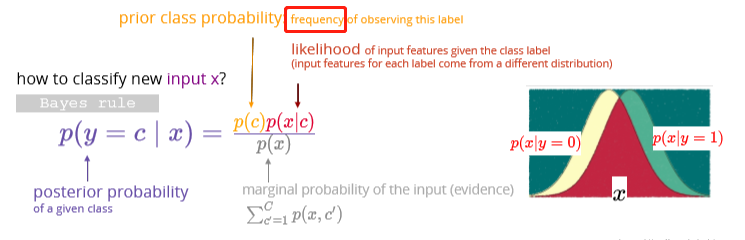 prior class probability: frequency of observing this label
likelihood of input features given the class label
(input features for each label come from a different distribution)
how to classify new input x?
Bayes rule
p(y = c | x) = p(c)p(x|c) / p(x)
p(x|y = 0)
p(x|y = 1)
x
posterior probability
of a given class
marginal probability of the input (evidence)
∑_{c'=1}^{C} p(x, c')